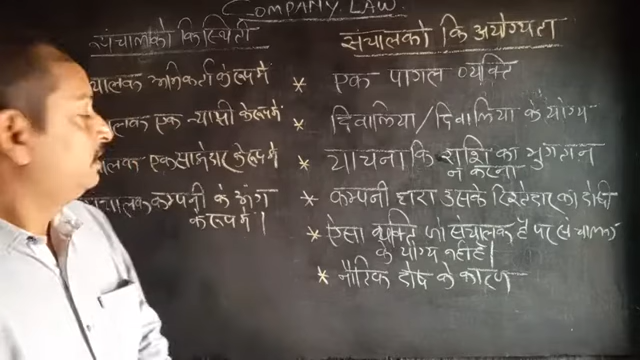 COMPANY LAW
संचालको कि स्थिती
चालक अभिकर्ता के रूप में
लक एक न्यासी के रूप में
चालक एक साझेदार के रूप में
चालक कम्पनी के अंग
के रूप में।
संचालको कि अयोग्यता
* एक पागल व्यक्ति
* दिवालिया/दिवालिया के योग्य
* याचना कि राशि का भुगतान
न करना
* कम्पनी द्वारा उसके रिश्तेदार को दोषी
* ऐसा व्यक्ति जो संचालक है पर संचालक
के योग्य नहीं है।
* नैतिक दोष के कारण